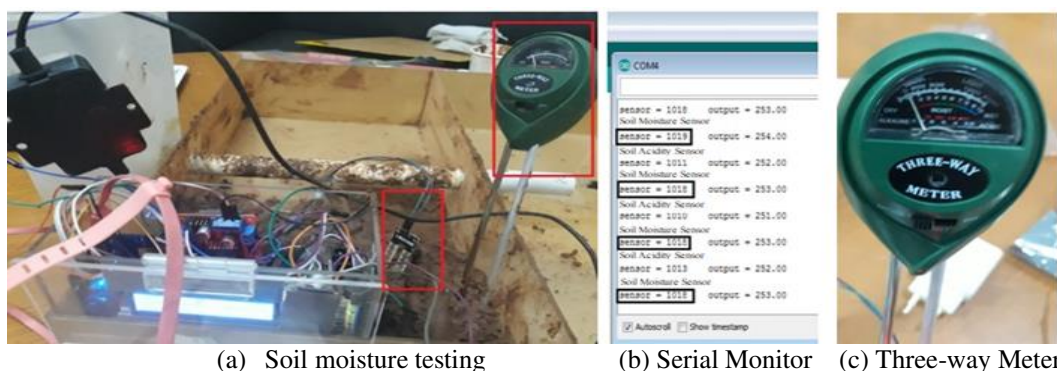 THREE-WAY
METER
COM4
sensor = 1018 output = 253.00
Soil Moisture Sensor
sensor = 1019 output = 254.00
Soil Acidity Sensor
sensor = 1011 output = 252.00
Soil Moisture Sensor
sensor = 1018 output = 253.00
Soil Acidity Sensor
sensor = 1010 output = 251.00
Soil Moisture Sensor
sensor = 1018 output = 253.00
Soil Acidity Sensor
sensor = 1013 output = 252.00
Soil Moisture Sensor
sensor = 1018 output = 253.00
Autoscroll Show timestamp
THREE-WAY
METER
(a) Soil moisture testing
(b) Serial Monitor
(c) Three-way Meter